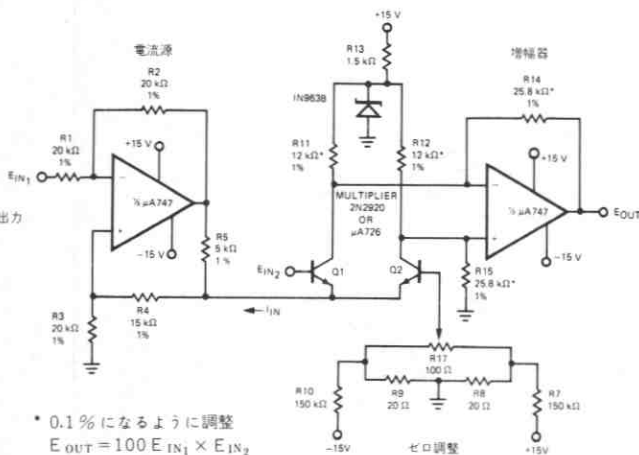 電流源
R2
20 kΩ
1%
R1
20 kΩ
1%
+15 V
EIN1
−
½ μA747
+
−15 V
出力
R5
5 kΩ
1%
R3
20 kΩ
1%
R4
15 kΩ
1%
IIN
+15 V
R13
1.5 kΩ
IN963B
R11
12 kΩ*
1%
R12
12 kΩ*
1%
MULTIPLIER
2N2920
OR
μA726
EIN2
Q1
Q2
増幅器
R14
25.8 kΩ*
1%
+15 V
−
½ μA747
+
−15 V
EOUT
R15
25.8 kΩ*
1%
R17
100 Ω
R10
150 kΩ
R9
20 Ω
R8
20 Ω
R7
150 kΩ
−15V
ゼロ調整
+15V
* 0.1%になるように調整
E OUT = 100 E IN1 × E IN2